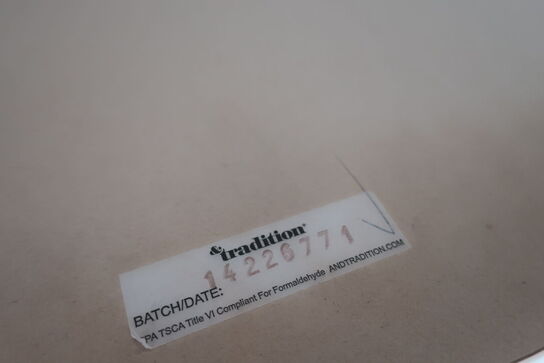 &tradition®
14226771
BATCH/DATE:
PA TSCA Title VI Compliant For Formaldehyde ANDTRADITION.COM